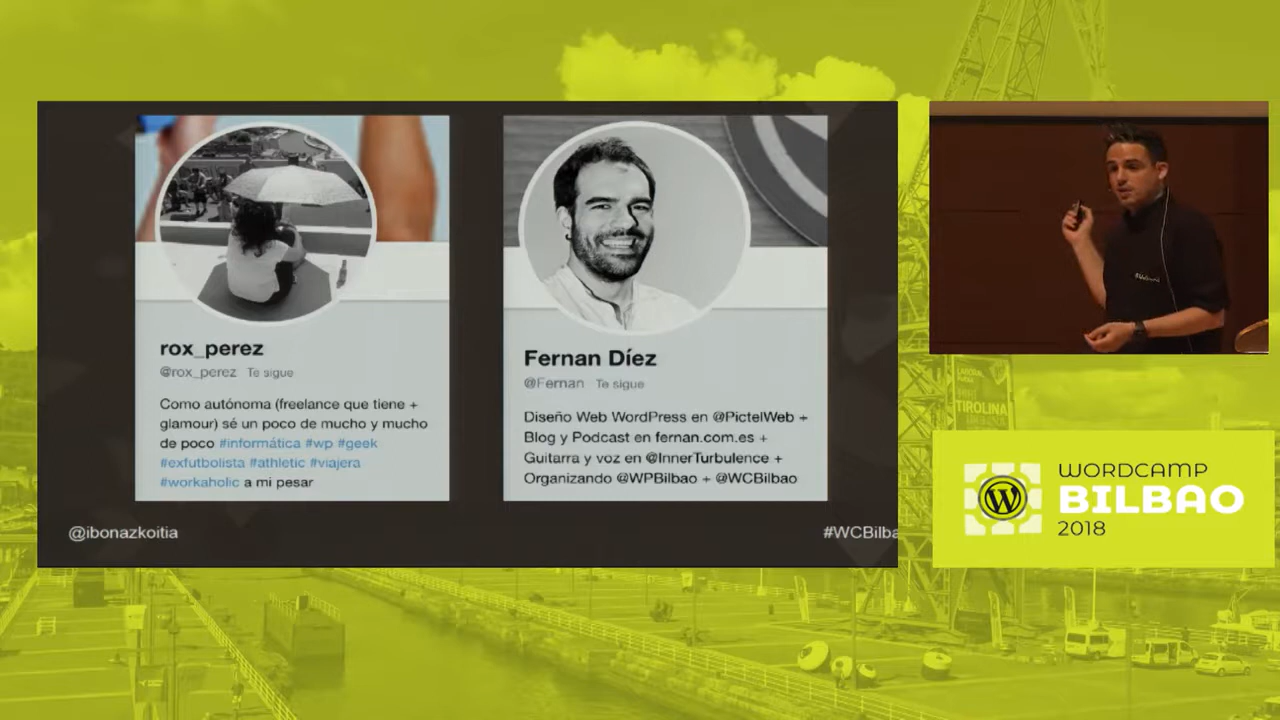 rox_perez
@rox_perez Te sigue
Como autónoma (freelance que tiene +
glamour) sé un poco de mucho y mucho
de poco #informática #wp #geek
#exfutbolista #athletic #viajera
#workaholic a mi pesar
Fernan Díez
@Fernan Te sigue
Diseño Web WordPress en @PictelWeb +
Blog y Podcast en fernan.com.es +
Guitarra y voz en @InnerTurbulence +
Organizando @WPBilbao + @WCBilbao
@ibonazkoitia
#WCBilba
TIROLINA
WORDCAMP
BILBAO
2018